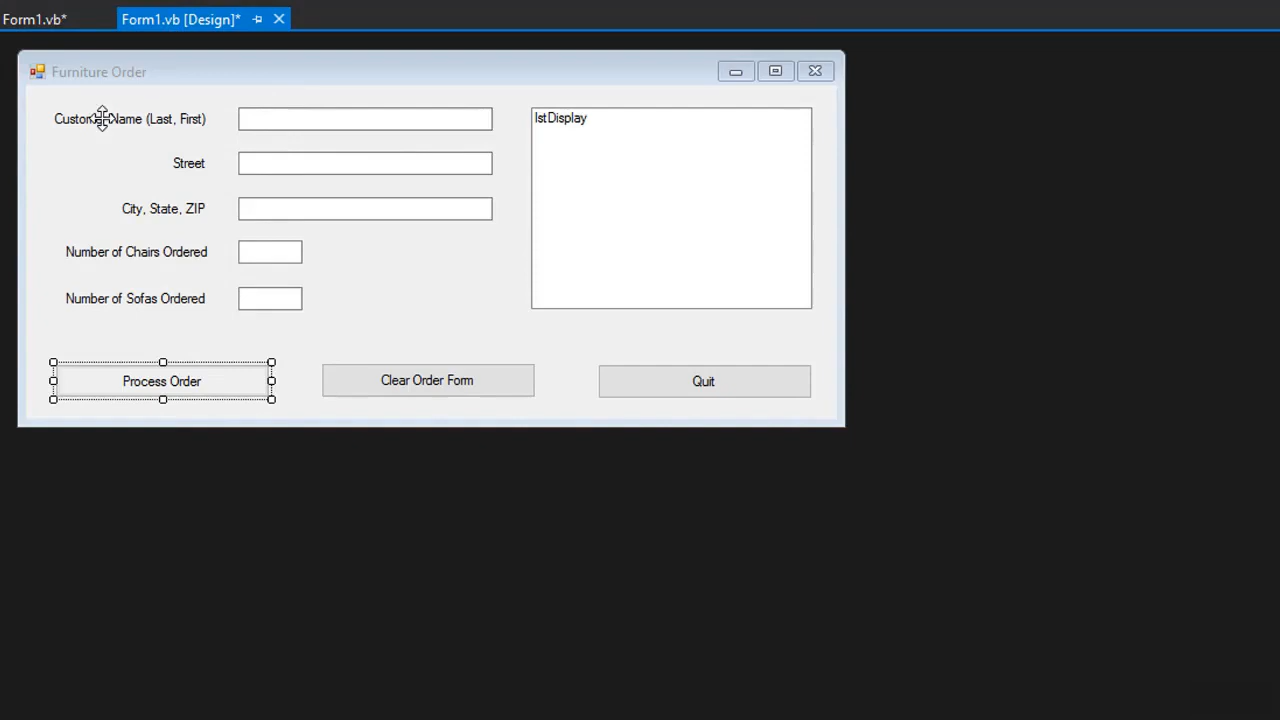 Form1.vb*
Form1.vb [Design]*
Furniture Order
Name (Last, First)
lstDisplay
Street
City, State, ZIP
Number of Chairs Ordered
Number of Sofas Ordered
Process Order
Clear Order Form
Quit